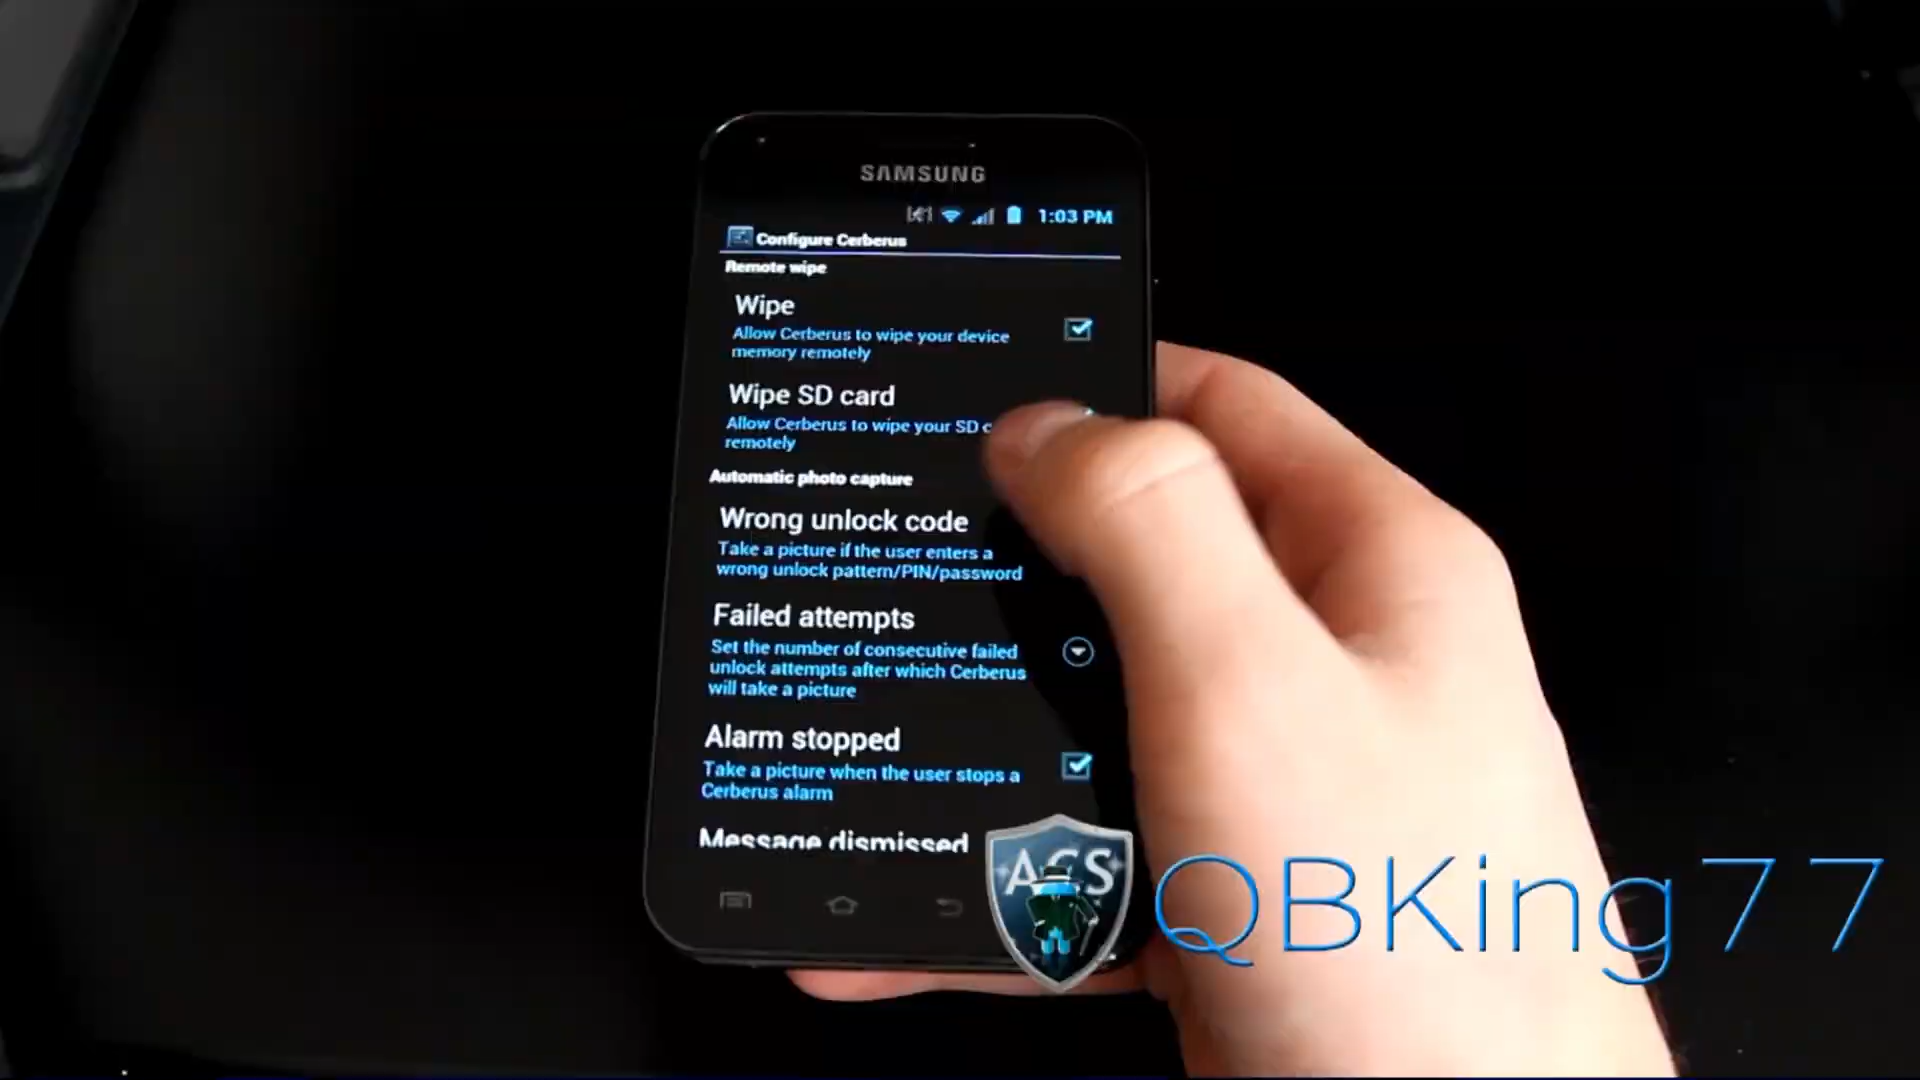 SAMSUNG
1:03 PM
Configure Cerberus
Remote wipe
Wipe
Allow Cerberus to wipe your device
memory remotely
Wipe SD card
Allow Cerberus to wipe your SD
remotely
Automatic photo capture
Wrong unlock code
Take a picture if the user enters a
wrong unlock pattern/PIN/password
Failed attempts
Set the number of consecutive failed
unlock attempts after which Cerberus
will take a picture
Alarm stopped
Take a picture when the user stops a
Cerberus alarm
Message dismissed
ACS
QBKing77